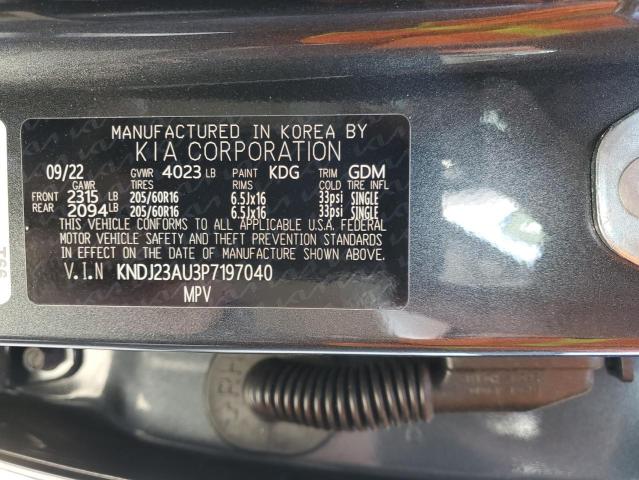 MANUFACTURED IN KOREA BY
KIA CORPORATION
09/22 GVWR 4023 LB PAINT KDG TRIM GDM
GAWR TIRES RIMS COLD TIRE INFL
FRONT 2315 LB 205/60R16 6.5Jx16 33psi SINGLE
REAR 2094 LB 205/60R16 6.5Jx16 33psi SINGLE
THIS VEHICLE CONFORMS TO ALL APPLICABLE U.S.A. FEDERAL
MOTOR VEHICLE SAFETY AND THEFT PREVENTION STANDARDS
IN EFFECT ON THE DATE OF MANUFACTURE SHOWN ABOVE.
V.I.N KNDJ23AU3P7197040
MPV